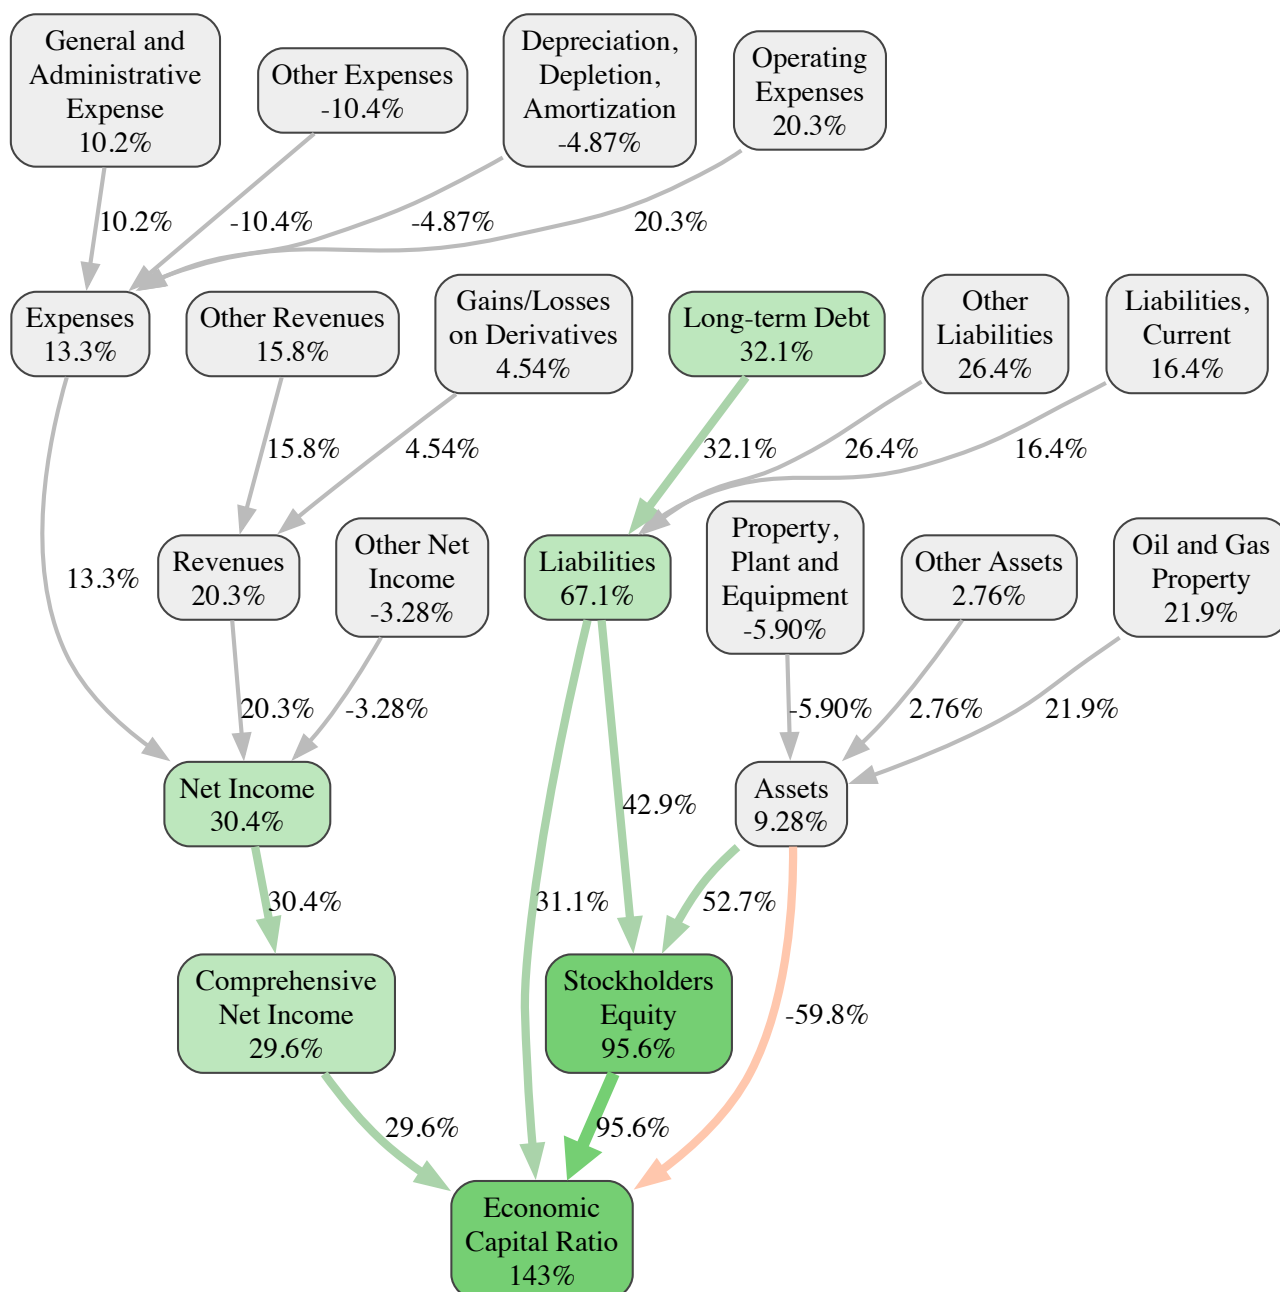 General and
Administrative
Expense
10.2%
Other Expenses
-10.4%
Depreciation,
Depletion,
Amortization
-4.87%
Operating
Expenses
20.3%
10.2%
-10.4%
-4.87%
20.3%
Expenses
13.3%
Other Revenues
15.8%
Gains/Losses
on Derivatives
4.54%
Long-term Debt
32.1%
Other
Liabilities
26.4%
Liabilities,
Current
16.4%
15.8%
4.54%
32.1%
26.4%
16.4%
13.3%
Revenues
20.3%
Other Net
Income
-3.28%
Liabilities
67.1%
Property,
Plant and
Equipment
-5.90%
Other Assets
2.76%
Oil and Gas
Property
21.9%
20.3%
-3.28%
-5.90%
2.76%
21.9%
Net Income
30.4%
42.9%
Assets
9.28%
30.4%
31.1%
52.7%
Comprehensive
Net Income
29.6%
Stockholders
Equity
95.6%
-59.8%
29.6%
95.6%
Economic
Capital Ratio
143%